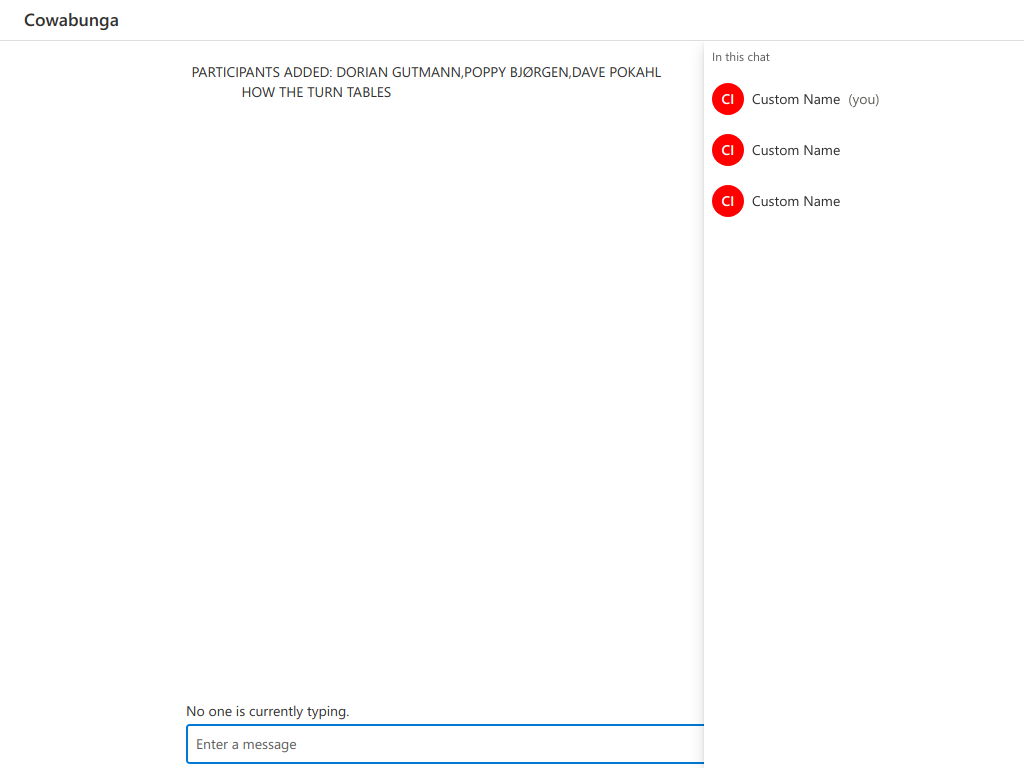 Cowabunga
PARTICIPANTS ADDED: DORIAN GUTMANN,POPPY BJØRGEN,DAVE POKAHL
HOW THE TURN TABLES
No one is currently typing.
Enter a message
In this chat
CI Custom Name (you)
CI Custom Name
CI Custom Name